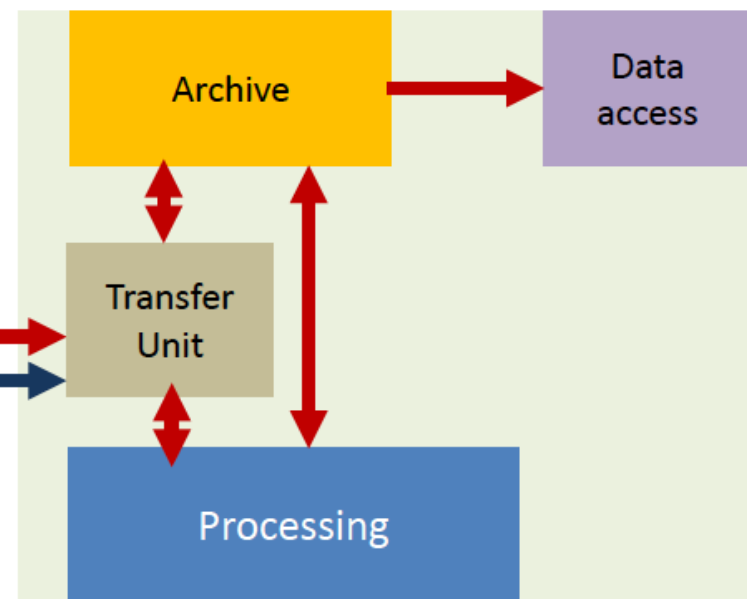 Archive
Data
access
Transfer
Unit
Processing